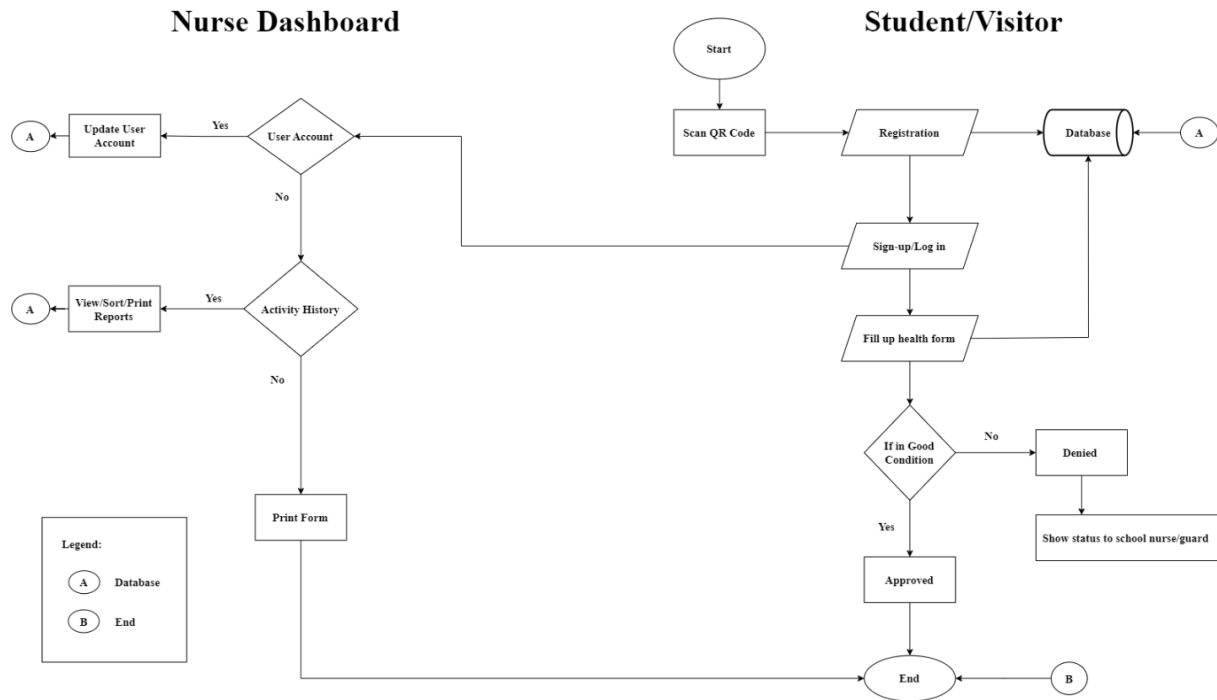 Nurse Dashboard
Student/Visitor
Start
Scan QR Code
Registration
Database
A
A
Update User
Account
Yes
User Account
No
Sign-up/Log in
A
View/Sort/Print
Reports
Yes
Activity History
No
Fill up health form
If in Good
Condition
No
Denied
Show status to school nurse/guard
Yes
Approved
Print Form
Legend:
A
Database
B
End
End
B